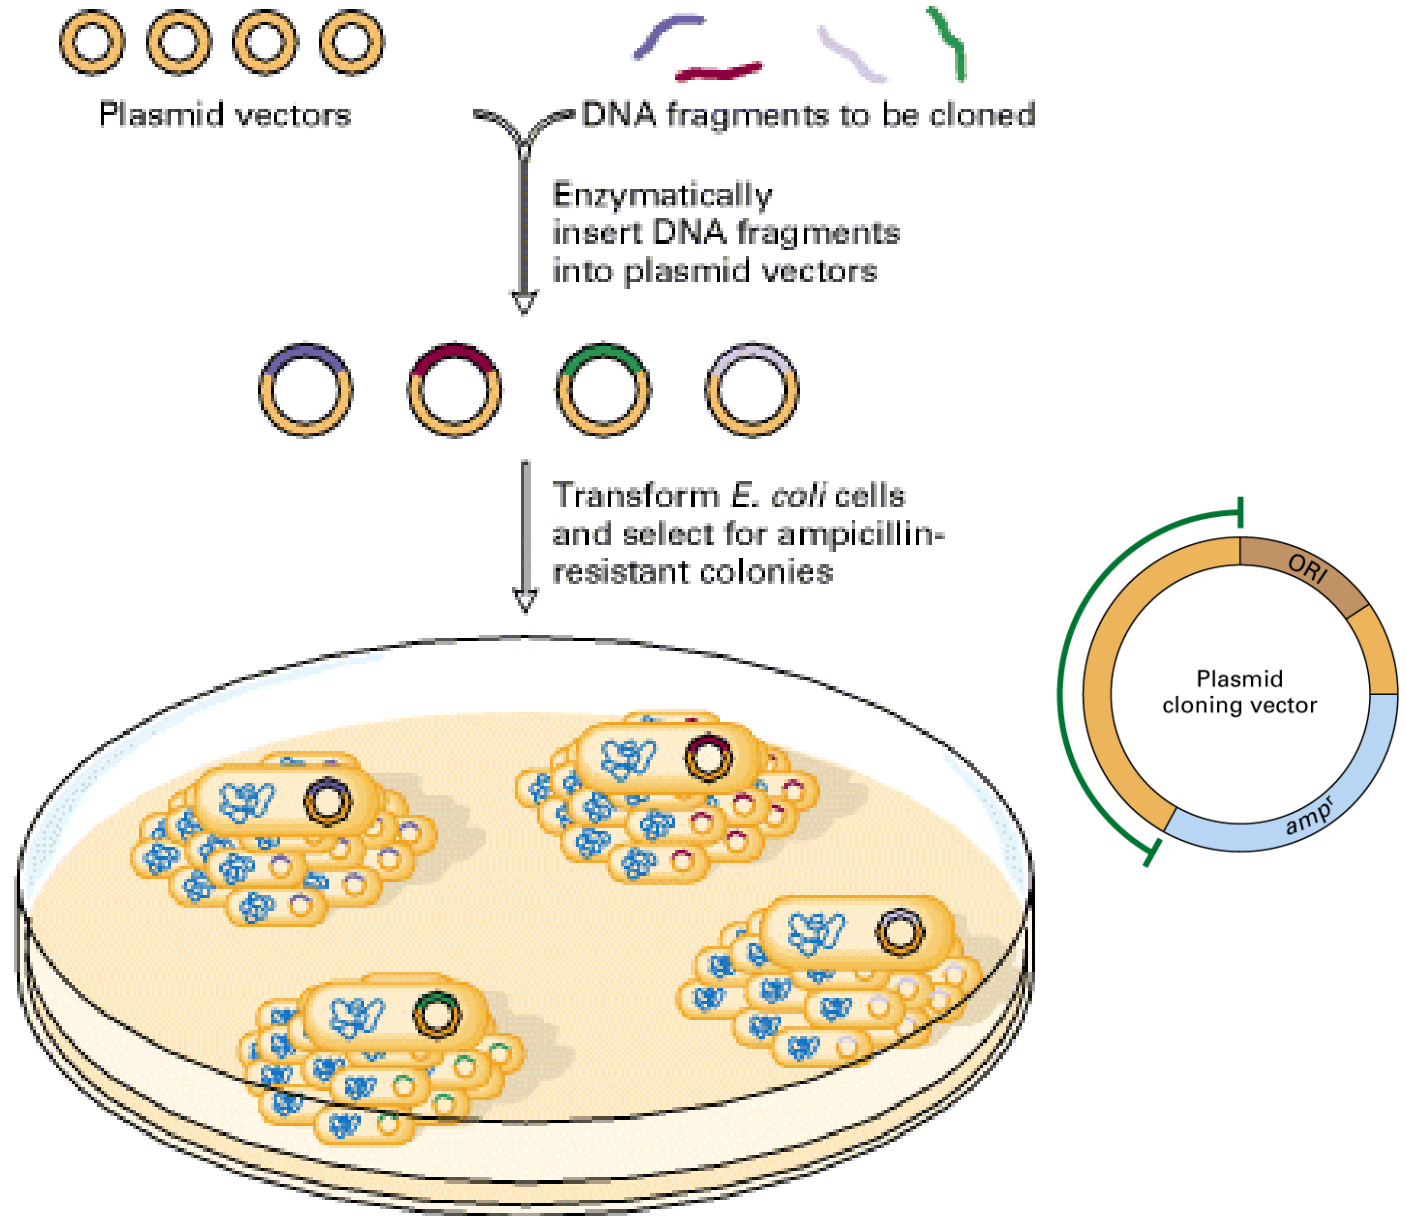 Plasmid vectors
DNA fragments to be cloned
Enzymatically
insert DNA fragments
into plasmid vectors
Transform E. coli cells
and select for ampicillin-
resistant colonies
ORI
Plasmid
cloning vector
ampʳ